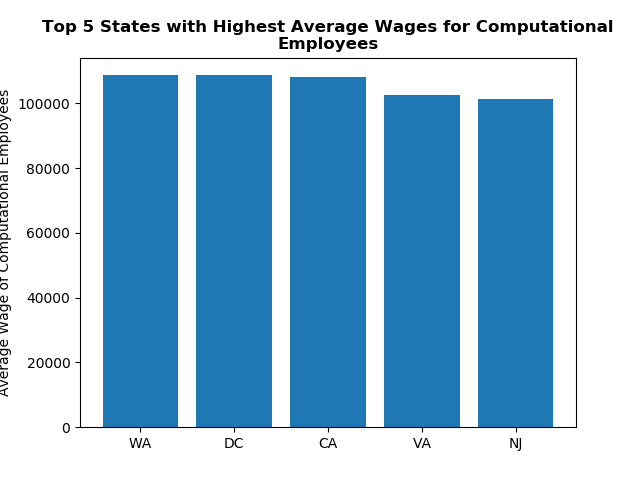 Top 5 States with Highest Average Wages for Computational
Employees
Average Wage of Computational Employees
100000
80000
60000
40000
20000
0
WA
DC
CA
VA
NJ